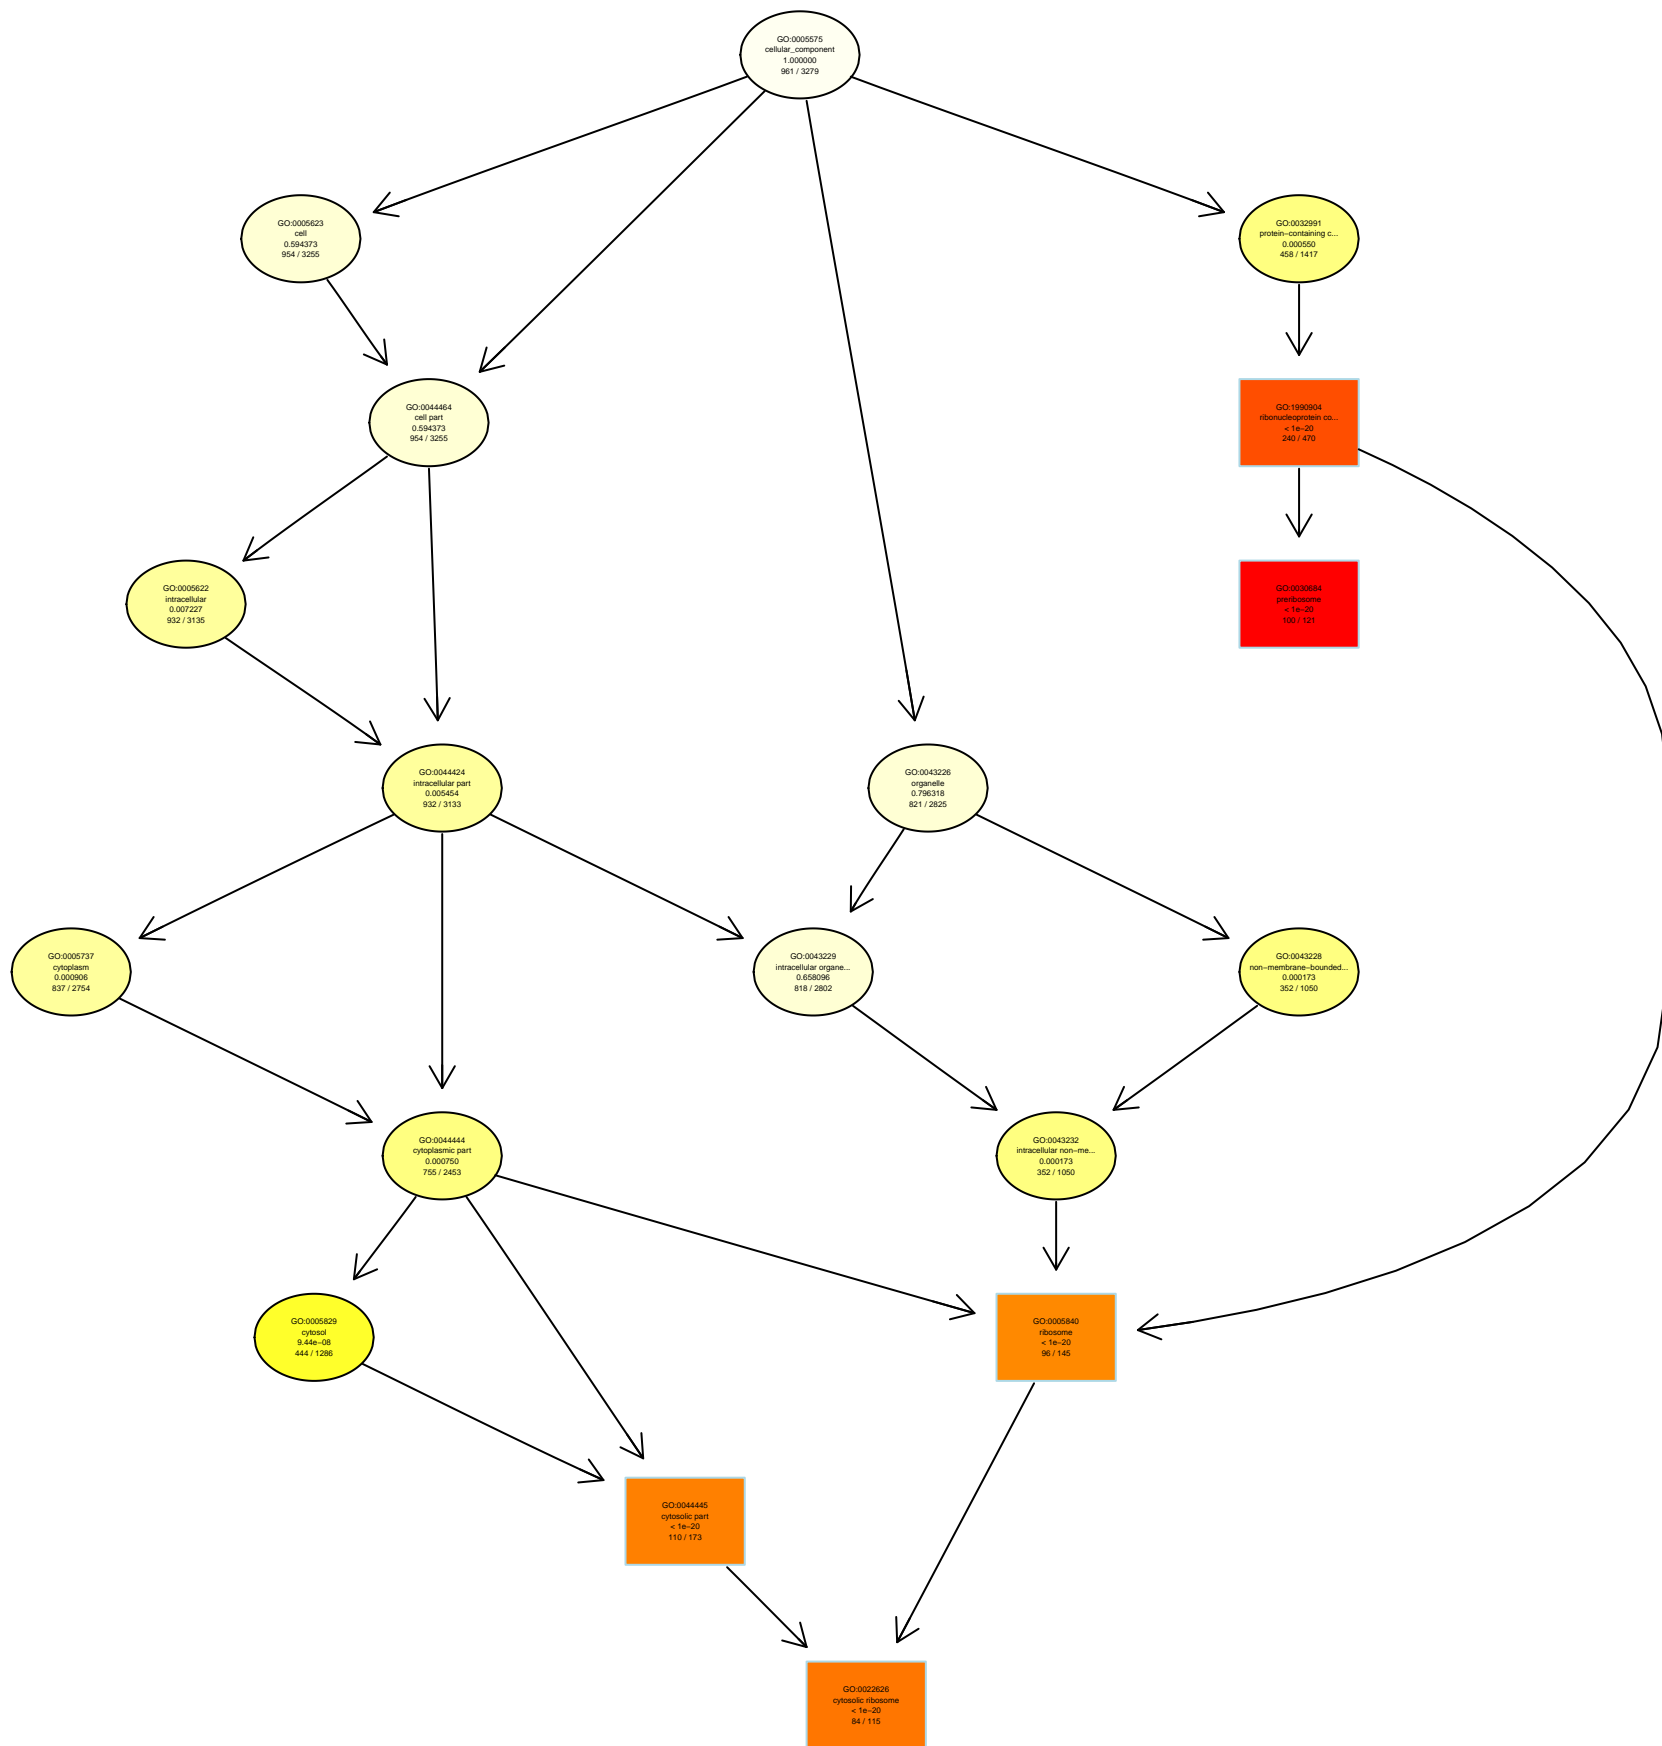 GO:0005575
cellular_component
1.000000
961 / 3279
GO:0005623
cell
0.594373
954 / 3255
GO:0032991
protein−containing c...
0.000550
458 / 1417
GO:0044464
cell part
0.594373
954 / 3255
GO:1990904
ribonucleoprotein co...
< 1e−20
240 / 470
GO:0005622
intracellular
0.007227
932 / 3135
GO:0030684
preribosome
< 1e−20
100 / 121
GO:0044424
intracellular part
0.005454
932 / 3133
GO:0043226
organelle
0.796318
821 / 2825
GO:0005737
cytoplasm
0.000906
837 / 2754
GO:0043229
intracellular organe...
0.658096
818 / 2802
GO:0043228
non−membrane−bounded...
0.000173
352 / 1050
GO:0044444
cytoplasmic part
0.000750
755 / 2453
GO:0043232
intracellular non−me...
0.000173
352 / 1050
GO:0005829
cytosol
9.44e−08
444 / 1286
GO:0005840
ribosome
< 1e−20
96 / 145
GO:0044445
cytosolic part
< 1e−20
110 / 173
GO:0022626
cytosolic ribosome
< 1e−20
84 / 115